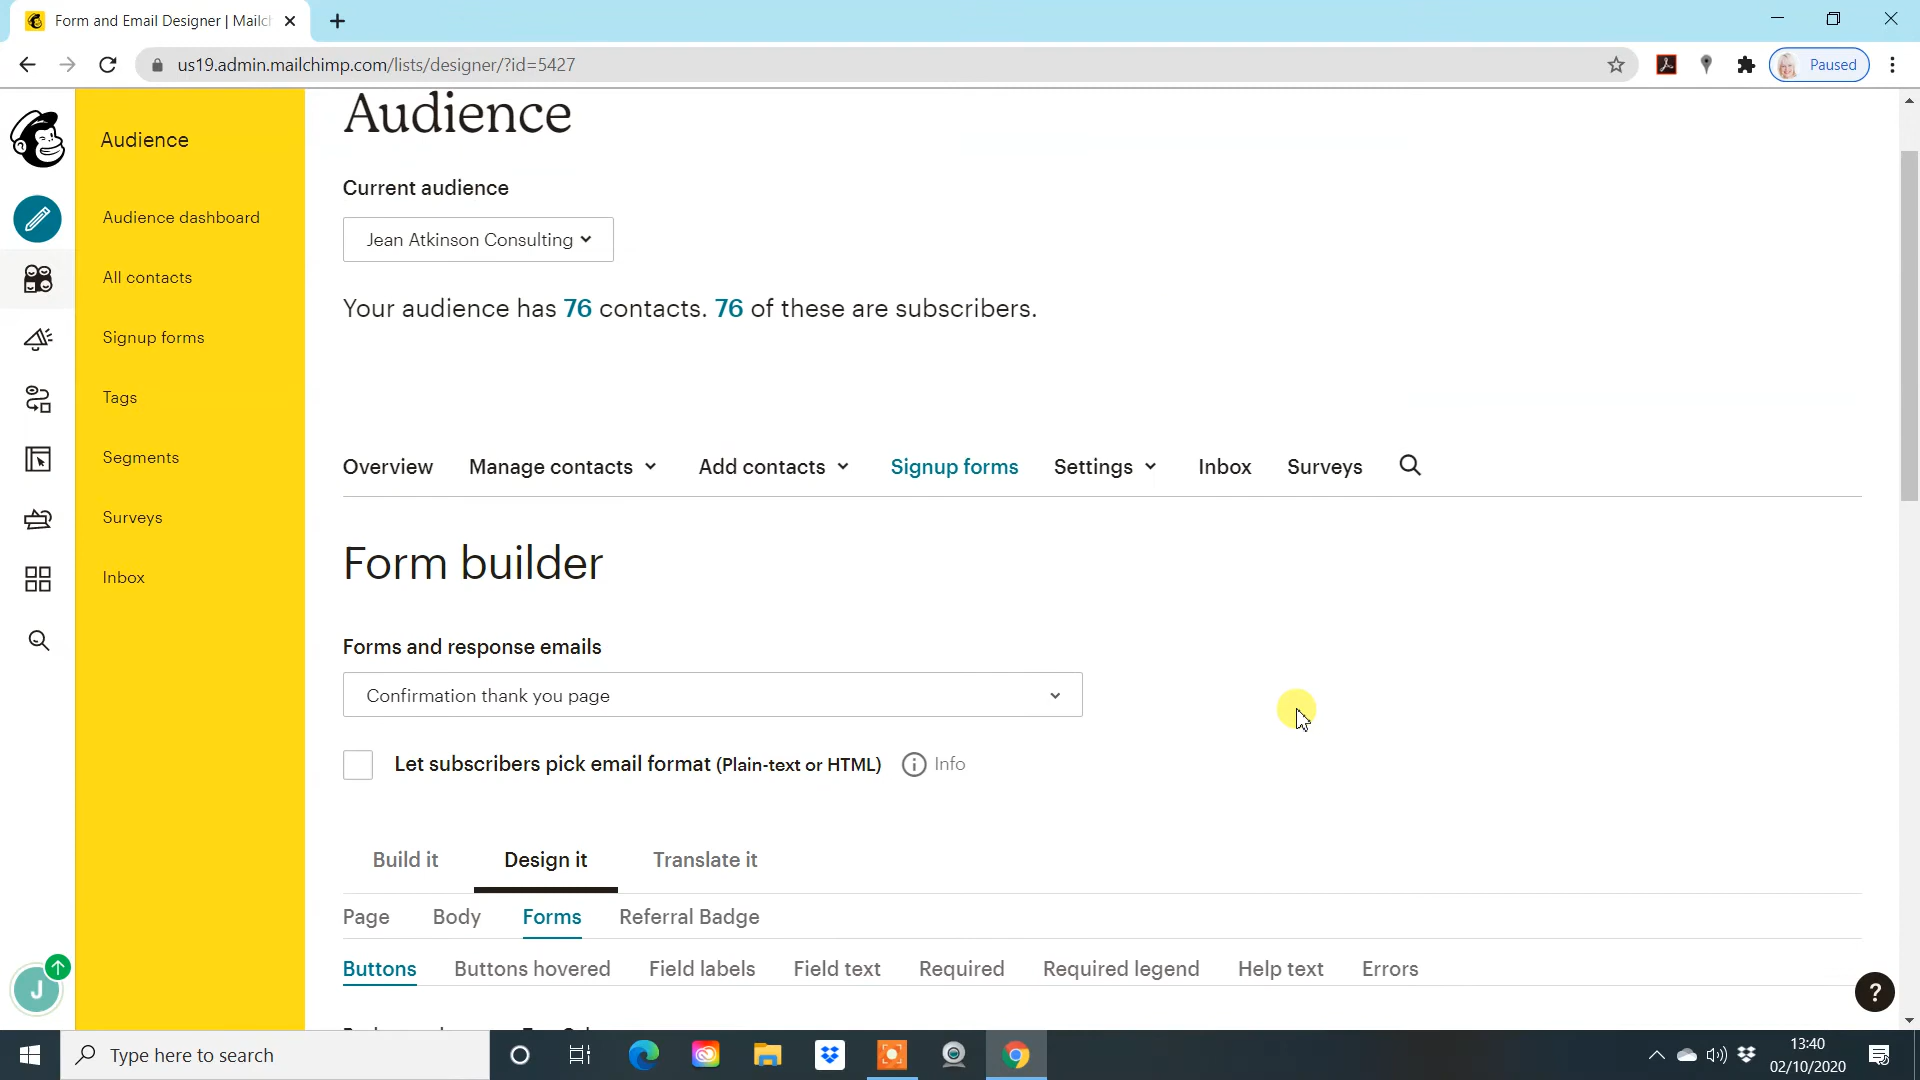 Form and Email Designer | Mailch
us19.admin.mailchimp.com/lists/designer/?id=5427
Paused
Audience
Audience dashboard
All contacts
Signup forms
Tags
Segments
Surveys
Inbox
J
Audience
Current audience
Jean Atkinson Consulting
Your audience has 76 contacts. 76 of these are subscribers.
Overview Manage contacts Add contacts Signup forms Settings Inbox Surveys
Form builder
Forms and response emails
Confirmation thank you page
Let subscribers pick email format (Plain-text or HTML) i Info
Build it Design it Translate it
Page Body Forms Referral Badge
Buttons Buttons hovered Field labels Field text Required Required legend Help text Errors
?
Type here to search
13:40
02/10/2020